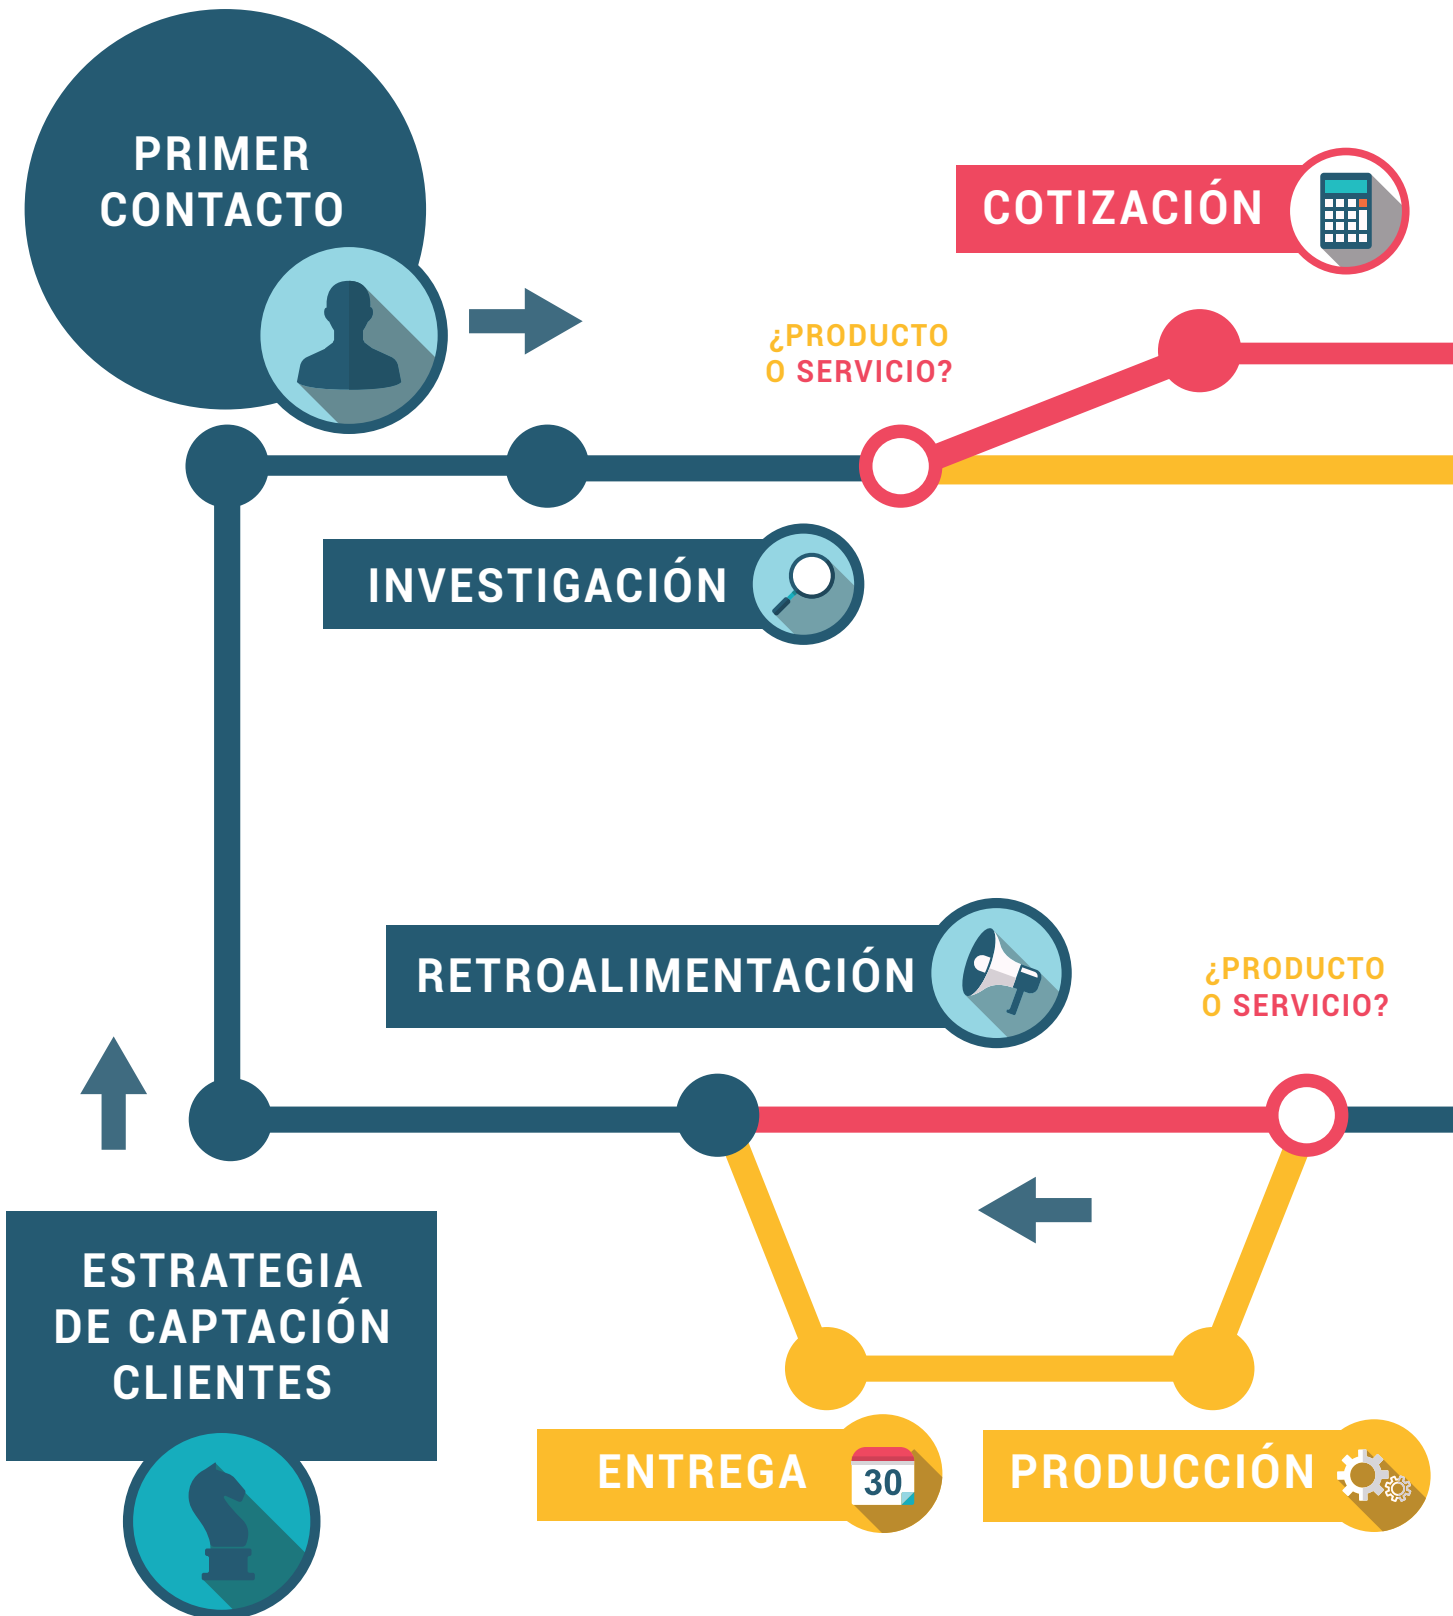 PRIMER
CONTACTO
COTIZACIÓN
¿PRODUCTO
O SERVICIO?
INVESTIGACIÓN
RETROALIMENTACIÓN
¿PRODUCTO
O SERVICIO?
ESTRATEGIA
DE CAPTACIÓN
CLIENTES
ENTREGA
30
PRODUCCIÓN